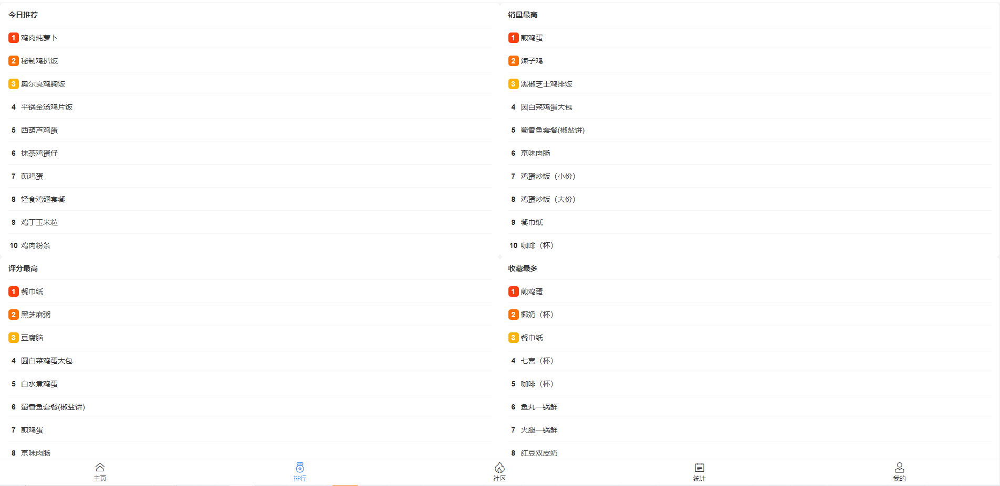 今日推荐
1 鸡肉炖萝卜
2 秘制鸡扒饭
3 奥尔良鸡胸饭
4 平锅金汤鸡片饭
5 西葫芦鸡蛋
6 抹茶鸡蛋仔
7 煎鸡蛋
8 轻食鸡翅套餐
9 鸡丁玉米粒
10 鸡肉粉条
销量最高
1 煎鸡蛋
2 辣子鸡
3 黑椒芝士鸡排饭
4 圆白菜鸡蛋大包
5 蜀香鱼套餐(椒盐饼)
6 京味肉肠
7 鸡蛋炒饭（小份）
8 鸡蛋炒饭（大份）
9 餐巾纸
10 咖啡（杯）
评分最高
1 餐巾纸
2 黑芝麻粥
3 豆腐脑
4 圆白菜鸡蛋大包
5 白水煮鸡蛋
6 蜀香鱼套餐(椒盐饼)
7 煎鸡蛋
8 京味肉肠
收藏最多
1 煎鸡蛋
2 椰奶（杯）
3 餐巾纸
4 七喜（杯）
5 咖啡（杯）
6 鱼丸一锅鲜
7 火腿一锅鲜
8 红豆双皮奶
主页
排行
社区
统计
我的